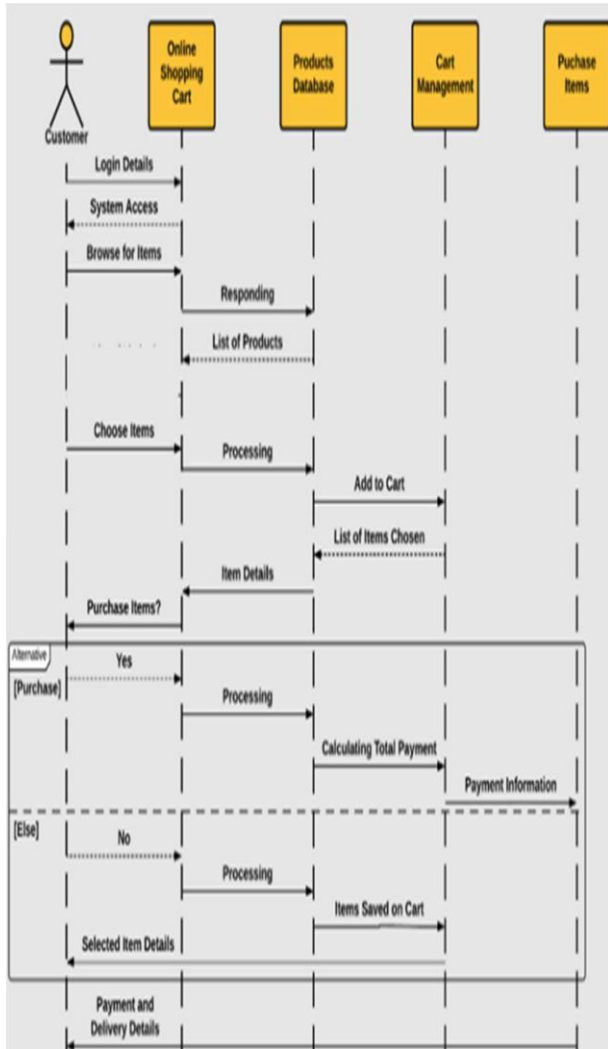 Customer
Online
Shopping
Cart
Products
Database
Cart
Management
Puchase
Items
Login Details
System Access
Browse for Items
Responding
List of Products
Choose Items
Processing
Add to Cart
List of Items Chosen
Item Details
Purchase Items?
Alternative
[Purchase]
Yes
Processing
Calculating Total Payment
Payment Information
[Else]
No
Processing
Items Saved on Cart
Selected Item Details
Payment and
Delivery Details